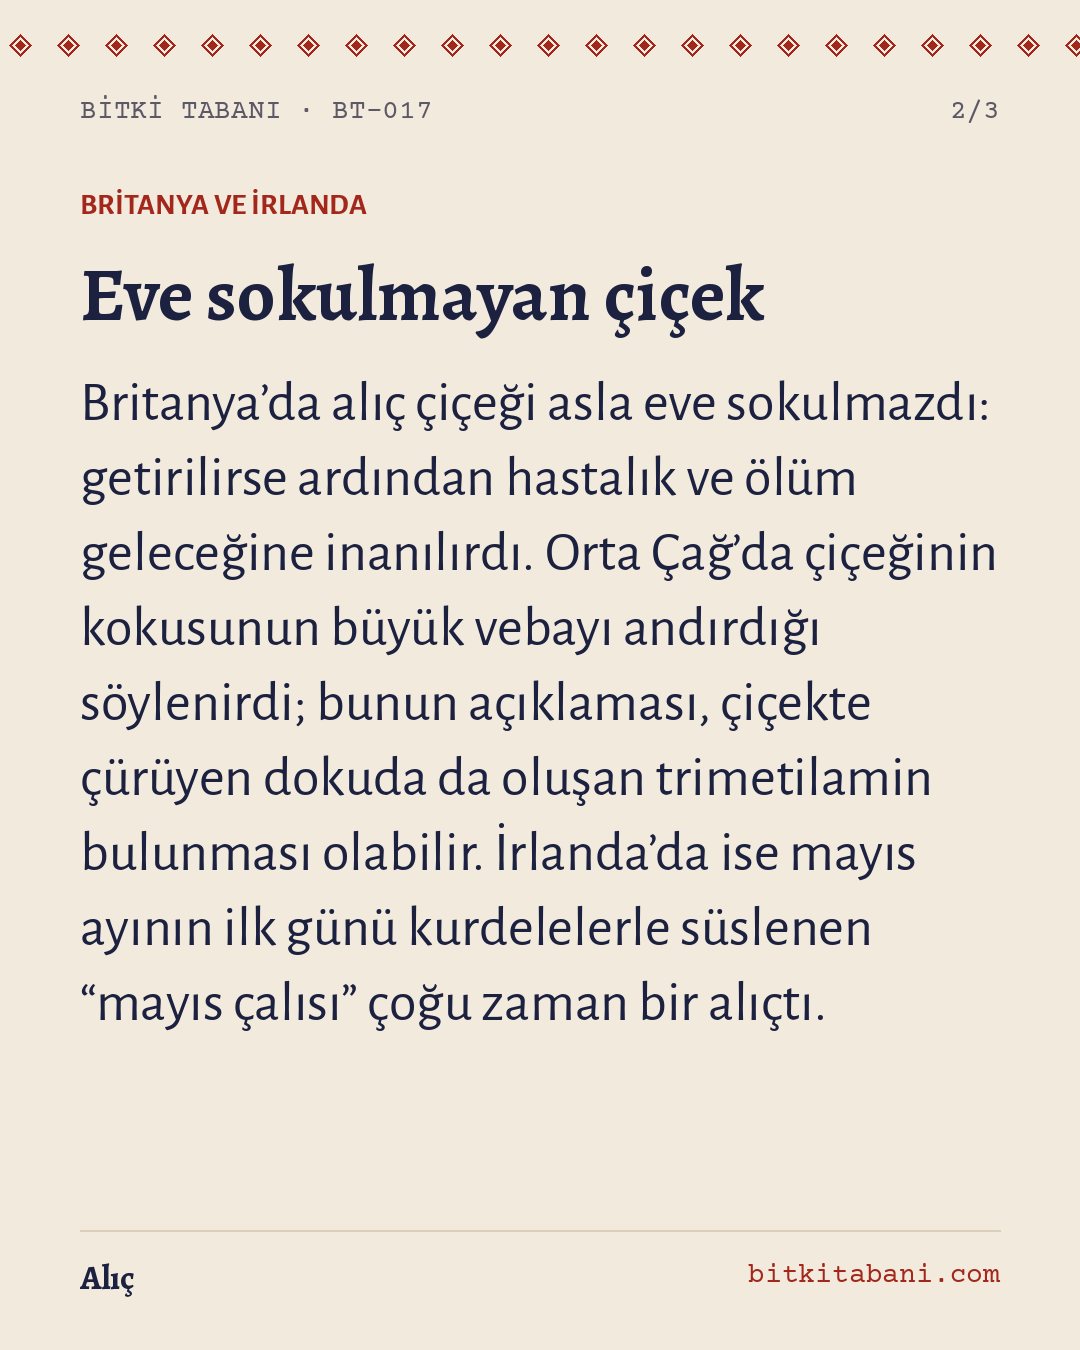 BİTKİ TABANI · BT-017
2/3
BRİTANYA VE İRLANDA
Eve sokulmayan çiçek
Britanya’da alıç çiçeği asla eve sokulmazdı:
getirilirse ardından hastalık ve ölüm
geleceğine inanılırdı. Orta Çağ’da çiçeğinin
kokusunun büyük vebayı andırdığı
söylenirdi; bunun açıklaması, çiçekte
çürüyen dokuda da oluşan trimetilamin
bulunması olabilir. İrlanda’da ise mayıs
ayının ilk günü kurdelelerle süslenen
“mayıs çalısı” çoğu zaman bir alıçtı.
Alıç
bitkitabani.com